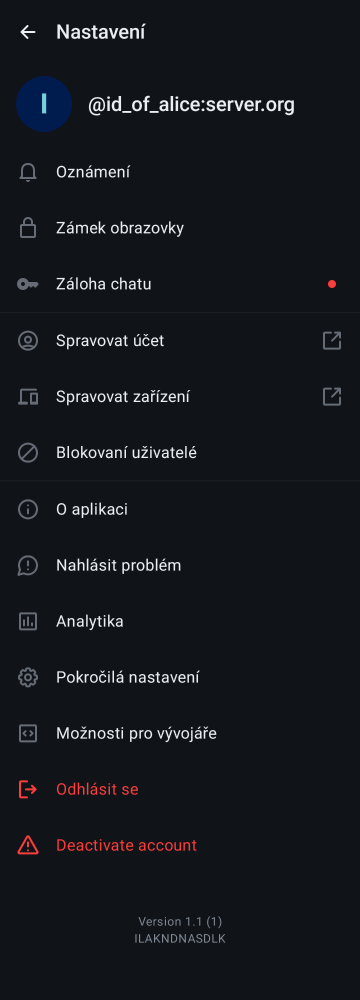 Nastavení
I
@id_of_alice:server.org
Oznámení
Zámek obrazovky
Záloha chatu
Spravovat účet
Spravovat zařízení
Blokovaní uživatelé
O aplikaci
Nahlásit problém
Analytika
Pokročilá nastavení
Možnosti pro vývojáře
Odhlásit se
Deactivate account
Version 1.1 (1)
ILAKNDNASDLK